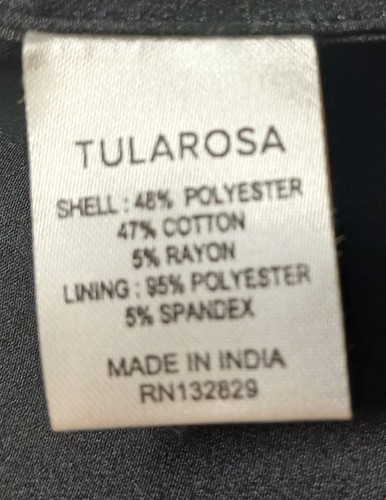 TULAROSA
SHELL : 48% POLYESTER
47% COTTON
5% RAYON
LINING : 95% POLYESTER
5% SPANDEX
MADE IN INDIA
RN132829